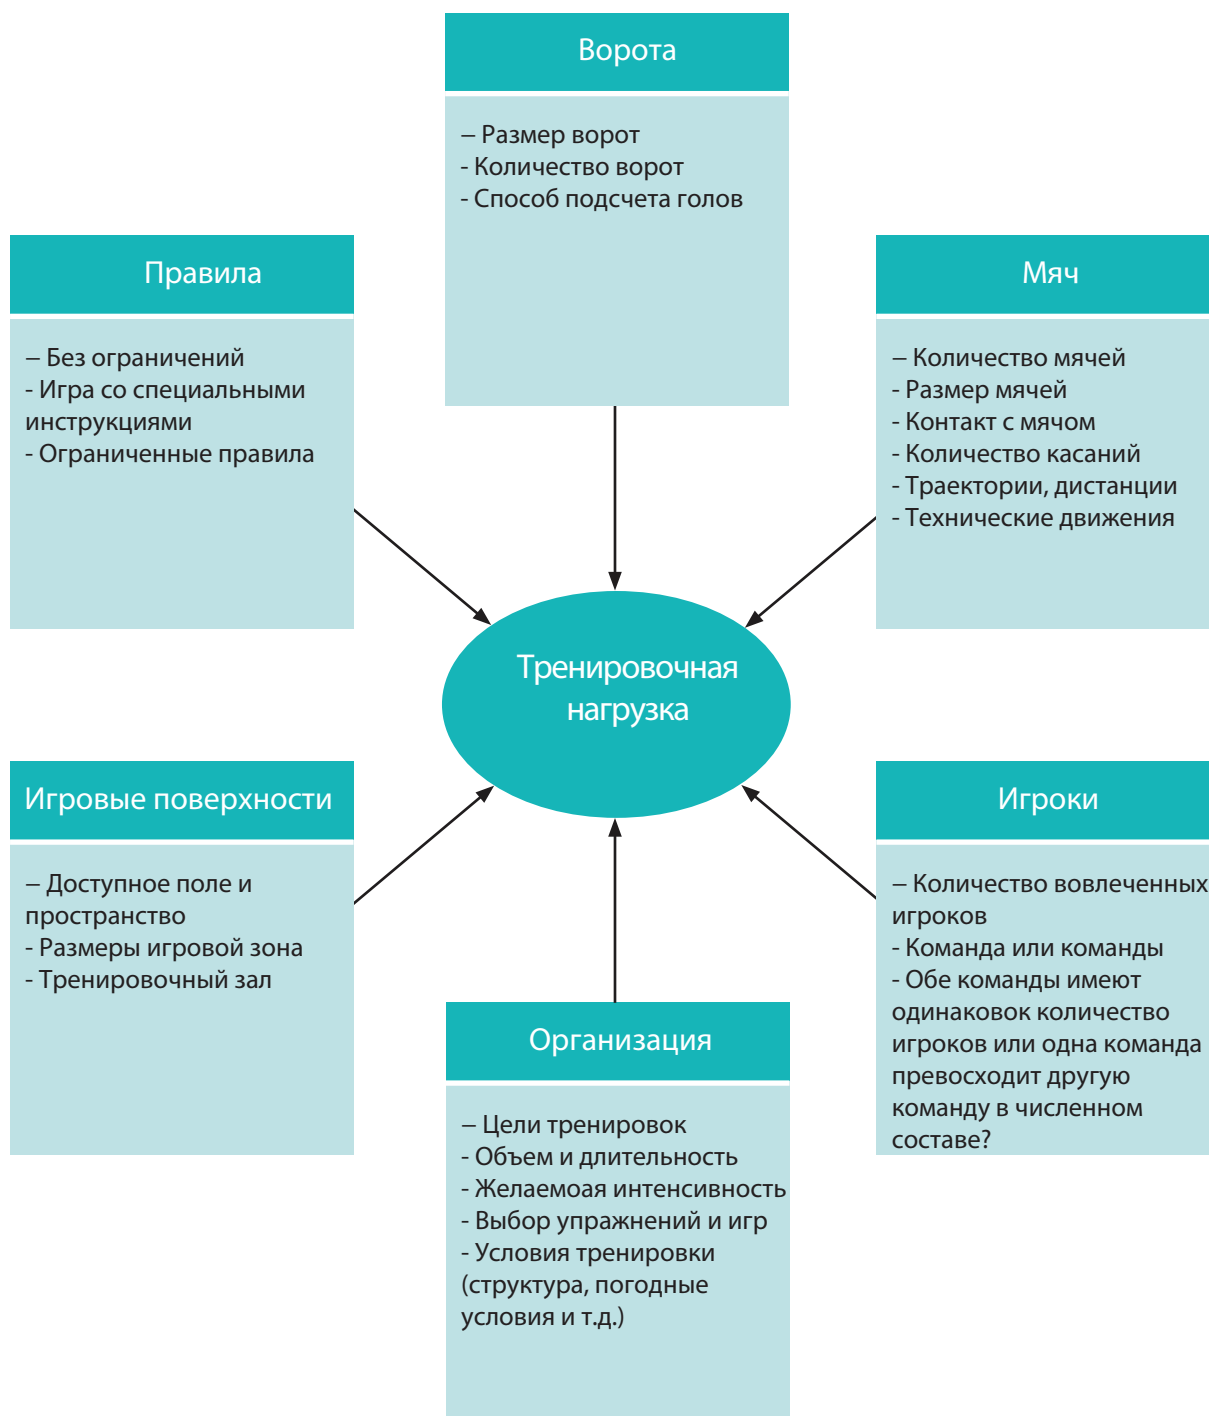 Ворота
– Размер ворот
- Количество ворот
- Способ подсчета голов
Правила
– Без ограничений
- Игра со специальными
инструкциями
- Ограниченные правила
Мяч
– Количество мячей
- Размер мячей
- Контакт с мячом
- Количество касаний
- Траектории, дистанции
- Технические движения
Тренировочная
нагрузка
Игровые поверхности
– Доступное поле и
пространство
- Размеры игровой зона
- Тренировочный зал
Игроки
– Количество вовлеченных
игроков
- Команда или команды
- Обе команды имеют
одинаковок количество
игроков или одна команда
превосходит другую
команду в численном
составе?
Организация
– Цели тренировок
- Объем и длительность
- Желаемоая интенсивность
- Выбор упражнений и игр
- Условия тренировки
(структура, погодные
условия и т.д.)